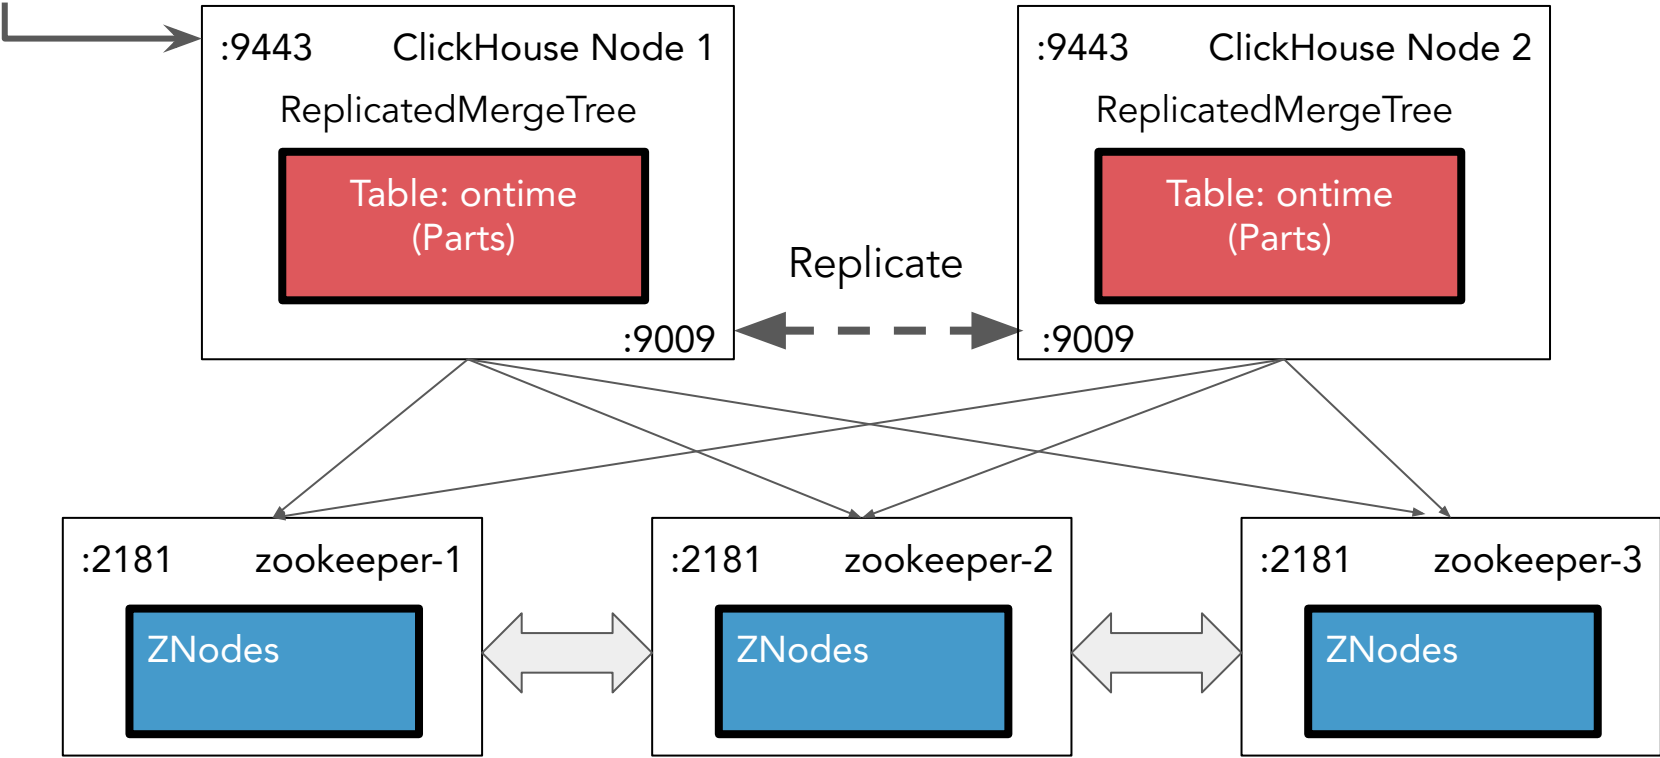 :9443 ClickHouse Node 1
ReplicatedMergeTree
Table: ontime
(Parts)
:9009
Replicate
:9443 ClickHouse Node 2
ReplicatedMergeTree
Table: ontime
(Parts)
:9009
:2181 zookeeper-1
ZNodes
:2181 zookeeper-2
ZNodes
:2181 zookeeper-3
ZNodes